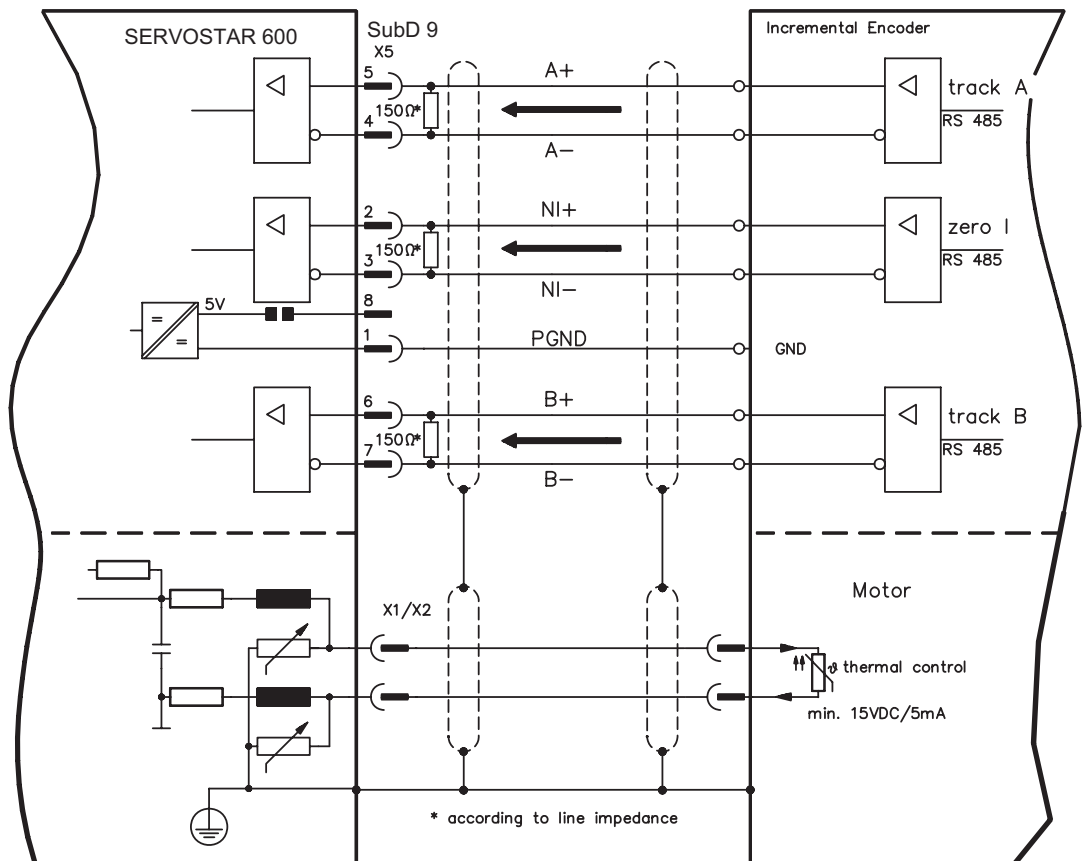 SERVOSTAR 600
SubD 9
X5
Incremental Encoder
5
A+
track A
150Ω*
RS 485
4
A−
2
NI+
zero I
150Ω*
RS 485
3
NI−
5V
8
=
=
1
PGND
GND
6
B+
track B
150Ω*
RS 485
7
B−
Motor
X1/X2
ϑ thermal control
min. 15VDC/5mA
* according to line impedance